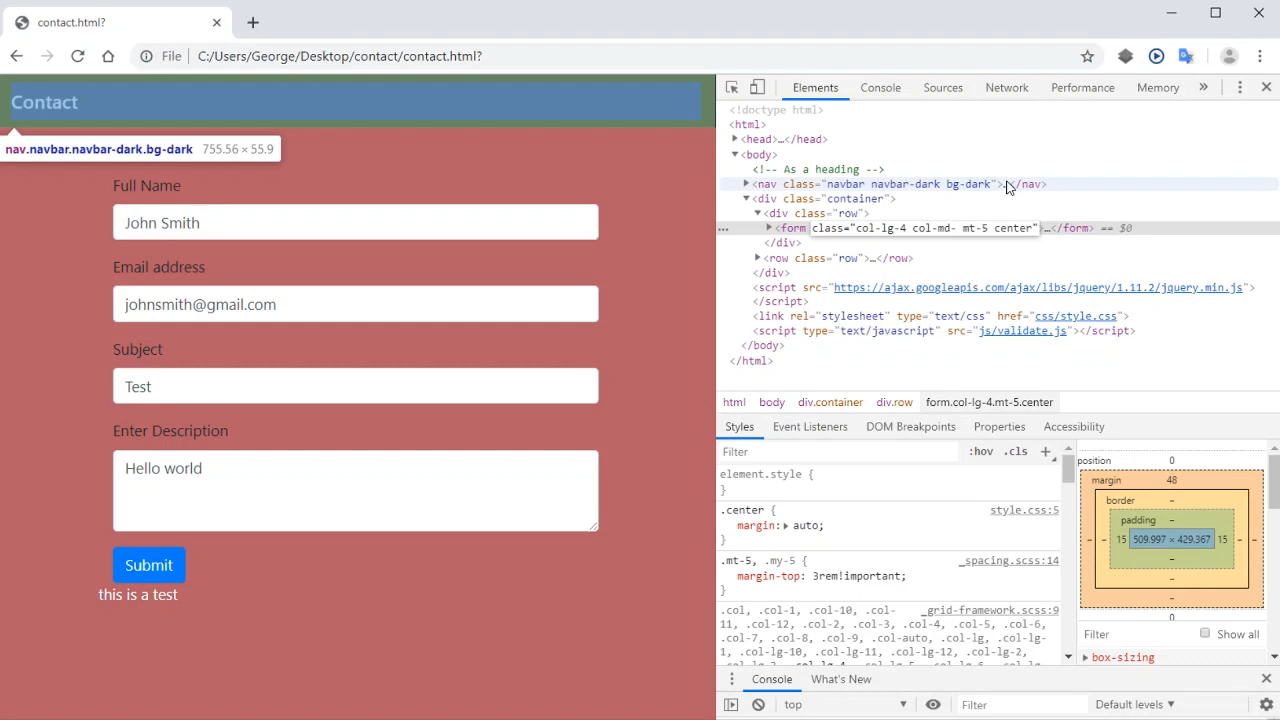 contact.html?
File
C:/Users/George/Desktop/contact/contact.html?
Contact
nav.navbar.navbar-dark.bg-dark 755.56 × 55.9
Full Name
John Smith
Email address
johnsmith@gmail.com
Subject
Test
Enter Description
Hello world
Submit
this is a test
Elements Console Sources Network Performance Memory »
<!doctype html>
<html>
<head>…</head>
<body>
<!-- As a heading -->
<nav class="navbar navbar-dark bg-dark">…</nav>
<div class="container">
<div class="row">
… <form class="col-lg-4 col-md- mt-5 center"…</form> == $0
</div>
<row class="row">…</row>
</div>
<script src="https://ajax.googleapis.com/ajax/libs/jquery/1.11.2/jquery.min.js">
</script>
<link rel="stylesheet" type="text/css" href="css/style.css">
<script type="text/javascript" src="js/validate.js"></script>
</body>
</html>
html body div.container div.row form.col-lg-4.mt-5.center
Styles Event Listeners DOM Breakpoints Properties Accessibility
Filter :hov .cls +
element.style {
}
.center { style.css:5
margin: auto;
}
.mt-5, .my-5 { _spacing.scss:14
margin-top: 3rem!important;
}
.col, .col-1, .col-10, .col- _grid-framework.scss:9
11, .col-12, .col-2, .col-3, .col-4, .col-5, .col-6,
.col-7, .col-8, .col-9, .col-auto, .col-lg, .col-lg-
1, .col-lg-10, .col-lg-11, .col-lg-12, .col-lg-2,
position 0
margin 48
border –
padding –
– – 15 509.997 × 429.367 15 – –
–
–
–
0
Filter Show all
box-sizing
Console What's New
top Filter Default levels